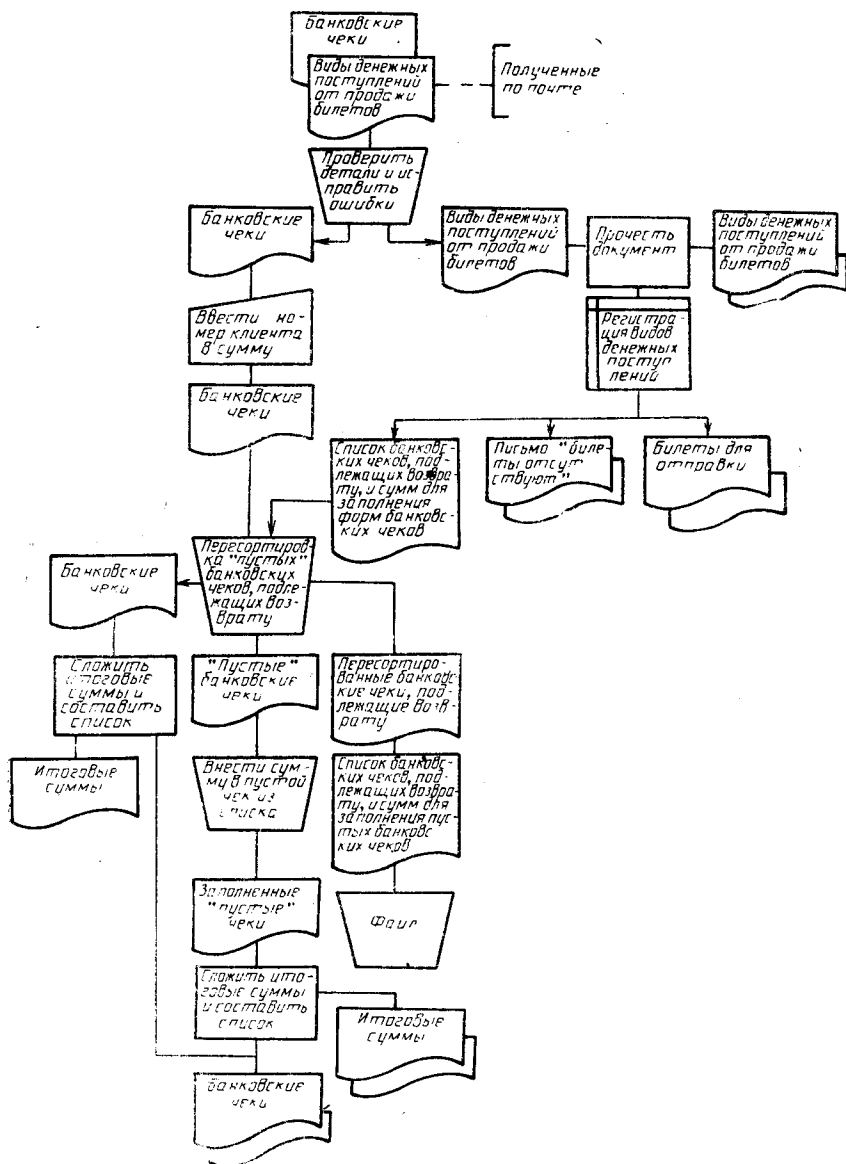 Банковские
чеки
Виды денежных
поступлений
от продажи
билетов
Полученные
по почте
Проверить
детали и ис-
править
ошибки
Банковские
чеки
Виды денежных
поступлений
от продажи
билетов
Прочесть
документ
Виды денежных
поступлений
от продажи
билетов
Ввести но-
мер клиента
в сумму
Регистра-
ция видов
денежных
поступ
лений
Банковские
чеки
Список банковс-
ких чеков, под-
лежащих возвра-
ту, и сумм для
заполнения
форм банковс-
ких чеков
Письмо "биле-
ты отсут
ствуют"
Билеты для
отправки
Пересортиров-
ка "пустых"
банковских
чеков, подле-
жащих воз-
врату
Банковские
чеки
Сложить
итоговые
суммы и
составить
список
Итоговые
суммы
"Пустые"
банковские
чеки
Пересортиро-
ванные банковс-
кие чеки, под-
лежащие возв-
рату
Внести сум-
му в пустой
чек из
списка
Список банковс-
ких чеков, под-
лежащих возвра-
ту, и сумм для
заполнения пус-
тых банковс-
ких чеков
Заполненные
"пустые"
чеки
Файл
Сложить ито-
говые суммы
и составить
список
Итоговые
суммы
Банковские
чеки